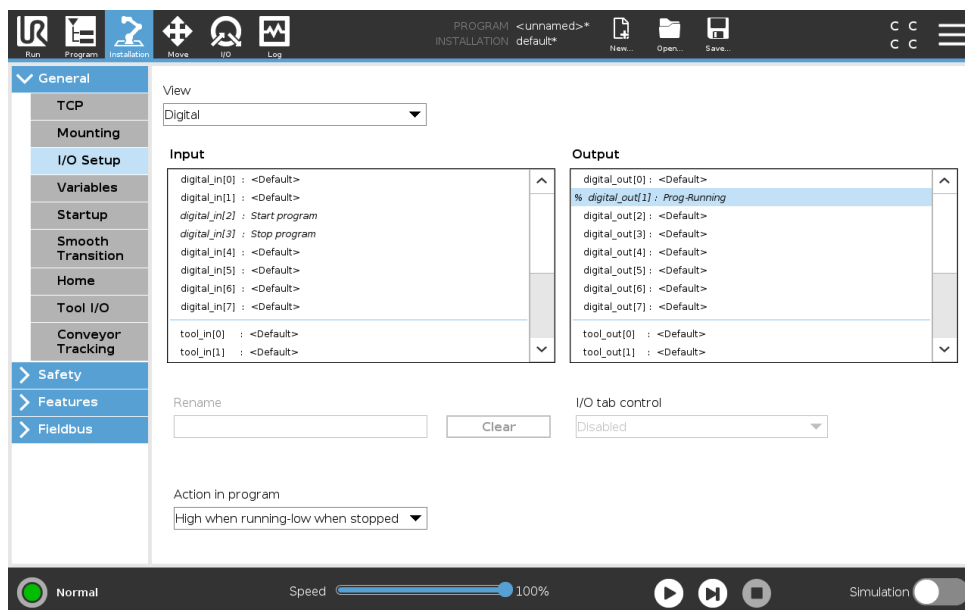 UR
PROGRAM <unnamed>*
INSTALLATION default*
C C
C C
Run Program Installation Move I/O Log New... Open... Save...
General
TCP
Mounting
I/O Setup
Variables
Startup
Smooth
Transition
Home
Tool I/O
Conveyor
Tracking
Safety
Features
Fieldbus
View
Digital
Input
digital_in[0] : <Default>
digital_in[1] : <Default>
digital_in[2] : Start program
digital_in[3] : Stop program
digital_in[4] : <Default>
digital_in[5] : <Default>
digital_in[6] : <Default>
digital_in[7] : <Default>
tool_in[0] : <Default>
tool_in[1] : <Default>
Output
digital_out[0] : <Default>
% digital_out[1] : Prog-Running
digital_out[2] : <Default>
digital_out[3] : <Default>
digital_out[4] : <Default>
digital_out[5] : <Default>
digital_out[6] : <Default>
digital_out[7] : <Default>
tool_out[0] : <Default>
tool_out[1] : <Default>
Rename
Clear
I/O tab control
Disabled
Action in program
High when running-low when stopped
Normal
Speed 100%
Simulation